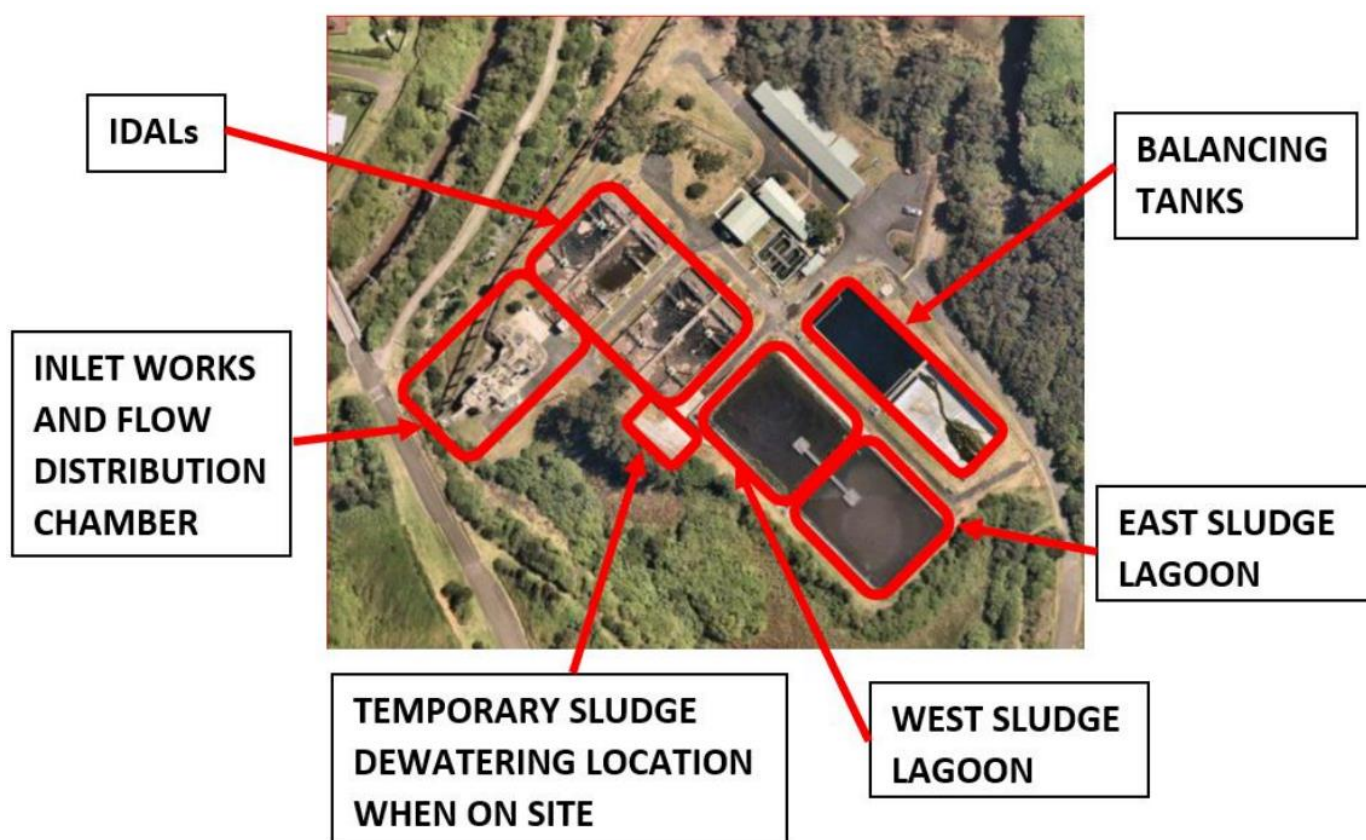 IDALs
BALANCING
TANKS
INLET WORKS
AND FLOW
DISTRIBUTION
CHAMBER
EAST SLUDGE
LAGOON
TEMPORARY SLUDGE
DEWATERING LOCATION
WHEN ON SITE
WEST SLUDGE
LAGOON